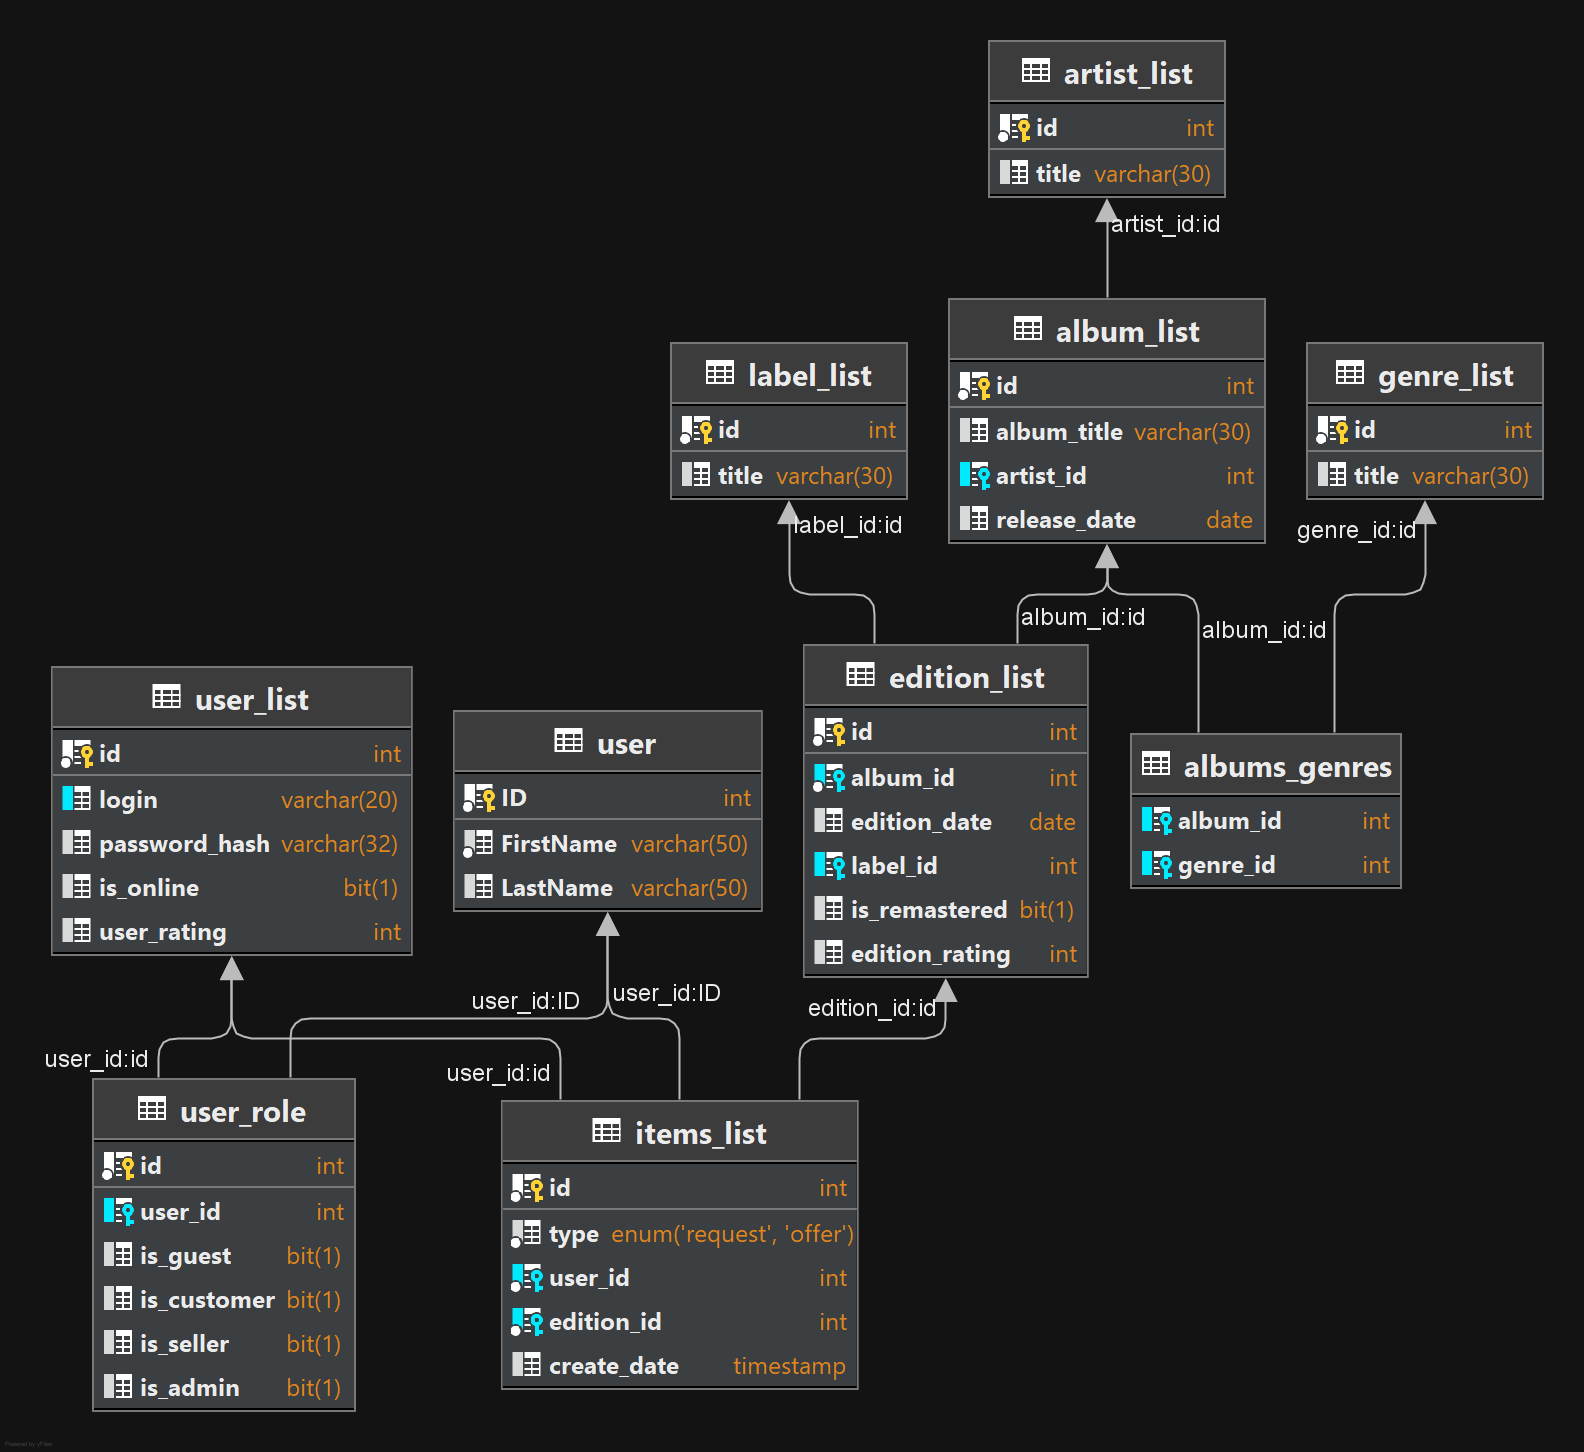 artist_list
id int
title varchar(30)
artist_id:id
album_list
id int
album_title varchar(30)
artist_id int
release_date date
label_list
id int
title varchar(30)
label_id:id
genre_list
id int
title varchar(30)
genre_id:id
album_id:id
album_id:id
edition_list
id int
album_id int
edition_date date
label_id int
is_remastered bit(1)
edition_rating int
albums_genres
album_id int
genre_id int
user_list
id int
login varchar(20)
password_hash varchar(32)
is_online bit(1)
user_rating int
user
ID int
FirstName varchar(50)
LastName varchar(50)
user_id:ID
user_id:ID
edition_id:id
user_id:id
user_id:id
user_role
id int
user_id int
is_guest bit(1)
is_customer bit(1)
is_seller bit(1)
is_admin bit(1)
items_list
id int
type enum('request', 'offer')
user_id int
edition_id int
create_date timestamp
Powered by yFiles